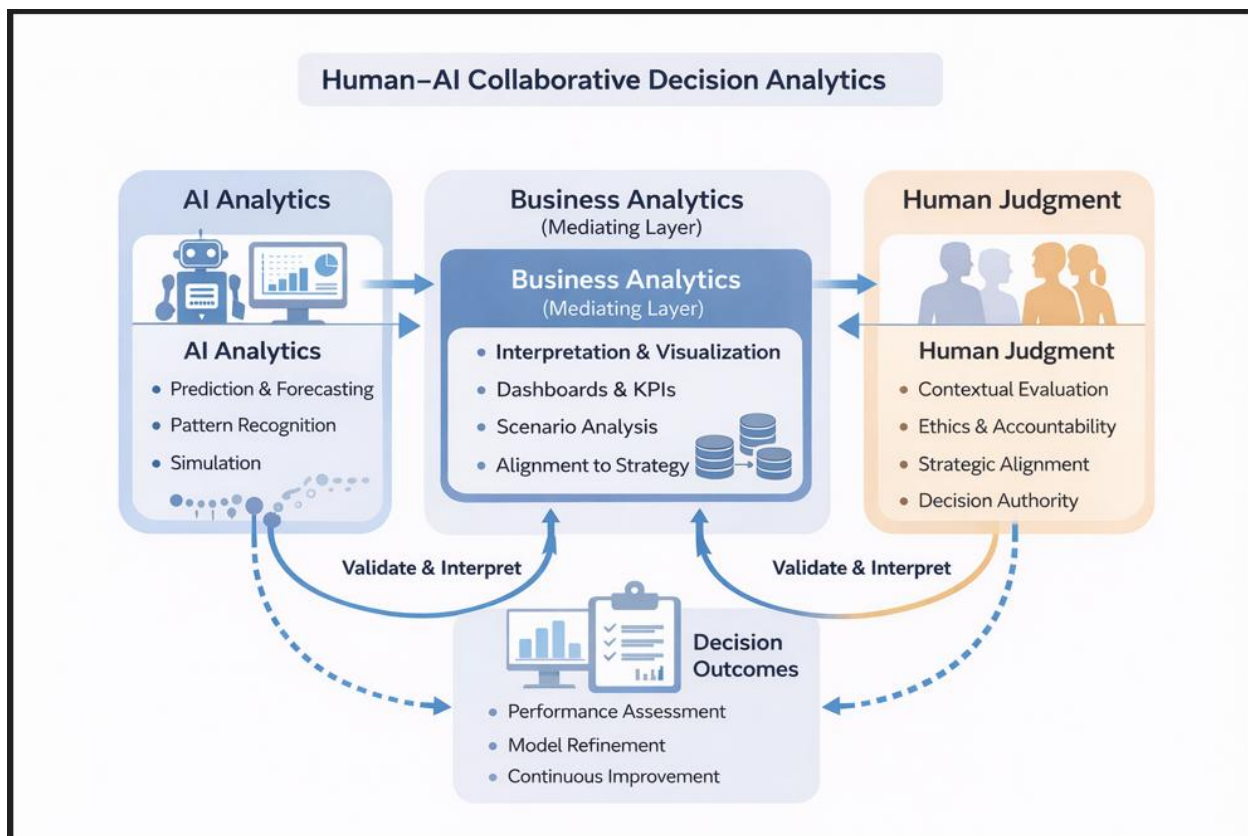 Human–AI Collaborative Decision Analytics
AI Analytics
AI Analytics
• Prediction & Forecasting
• Pattern Recognition
• Simulation
Business Analytics
(Mediating Layer)
Business Analytics
(Mediating Layer)
• Interpretation & Visualization
• Dashboards & KPIs
• Scenario Analysis
• Alignment to Strategy
Human Judgment
Human Judgment
• Contextual Evaluation
• Ethics & Accountability
• Strategic Alignment
• Decision Authority
Validate & Interpret
Validate & Interpret
Decision
Outcomes
• Performance Assessment
• Model Refinement
• Continuous Improvement